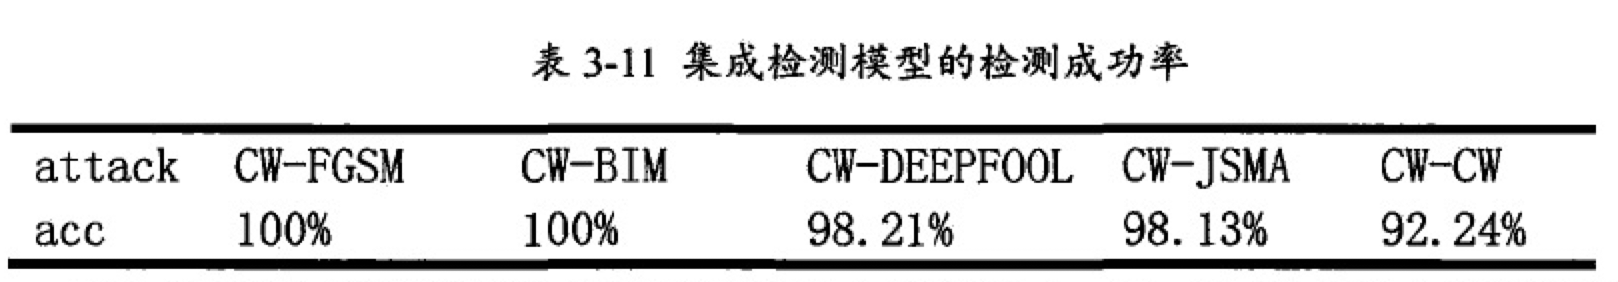 表 3-11 集成检测模型的检测成功率
attack CW-FGSM CW-BIM CW-DEEPFOOL CW-JSMA CW-CW
acc 100% 100% 98.21% 98.13% 92.24%